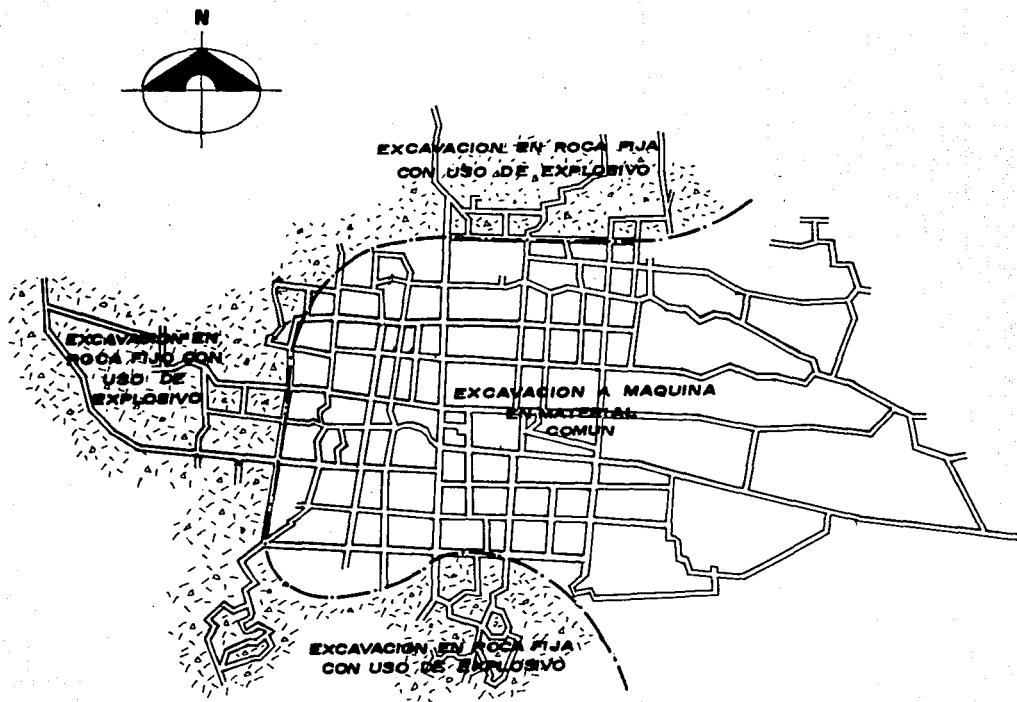 N
EXCAVACION EN ROCA FIJA
CON USO DE EXPLOSIVO
EXCAVACION EN
ROCA FIJO CON
USO DE
EXPLOSIVO
EXCAVACION A MAQUINA
EN MATERIAL
COMUN
EXCAVACION EN ROCA FIJA
CON USO DE EXPLOSIVO